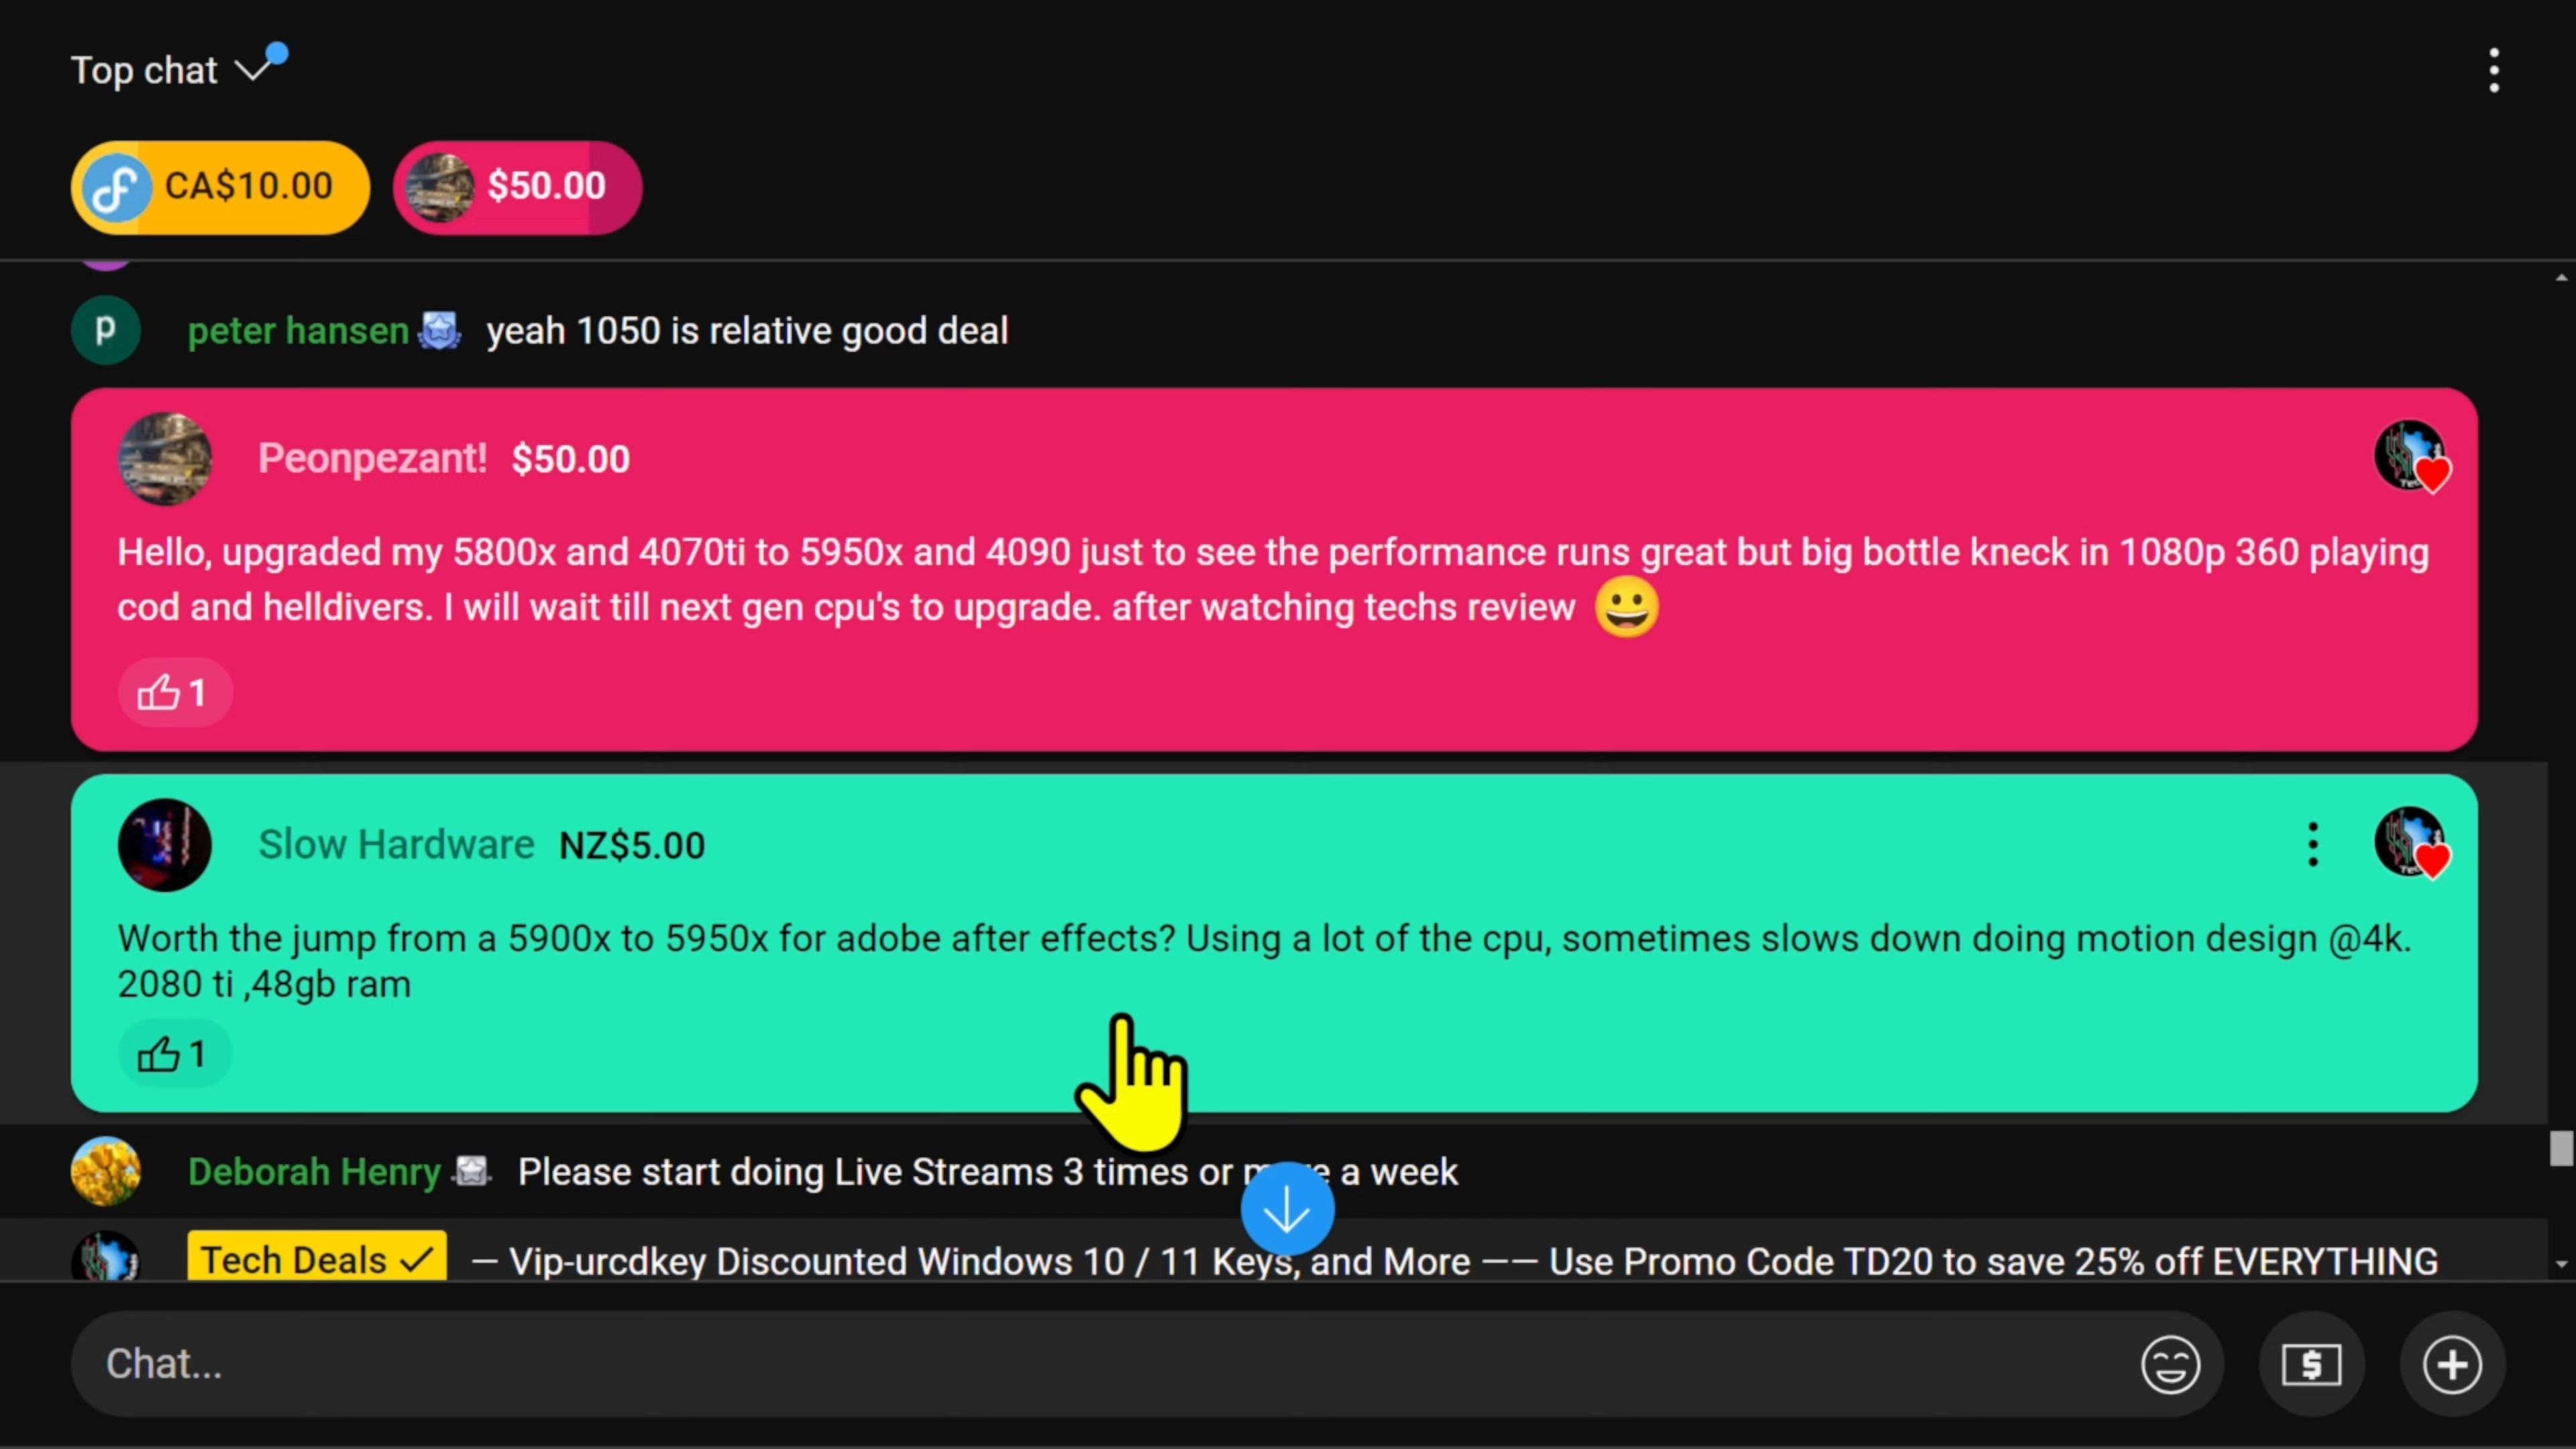 Top chat
CA$10.00 $50.00
peter hansen yeah 1050 is relative good deal
Peonpezant! $50.00
Hello, upgraded my 5800x and 4070ti to 5950x and 4090 just to see the performance runs great but big bottle kneck in 1080p 360 playing
cod and helldivers. I will wait till next gen cpu's to upgrade. after watching techs review 😀
1
Slow Hardware NZ$5.00
Worth the jump from a 5900x to 5950x for adobe after effects? Using a lot of the cpu, sometimes slows down doing motion design @4k.
2080 ti ,48gb ram
1
Deborah Henry Please start doing Live Streams 3 times or a week
Tech Deals ✓ — Vip-urcdkey Discounted Windows 10 / 11 Keys, and More —— Use Promo Code TD20 to save 25% off EVERYTHING
Chat...